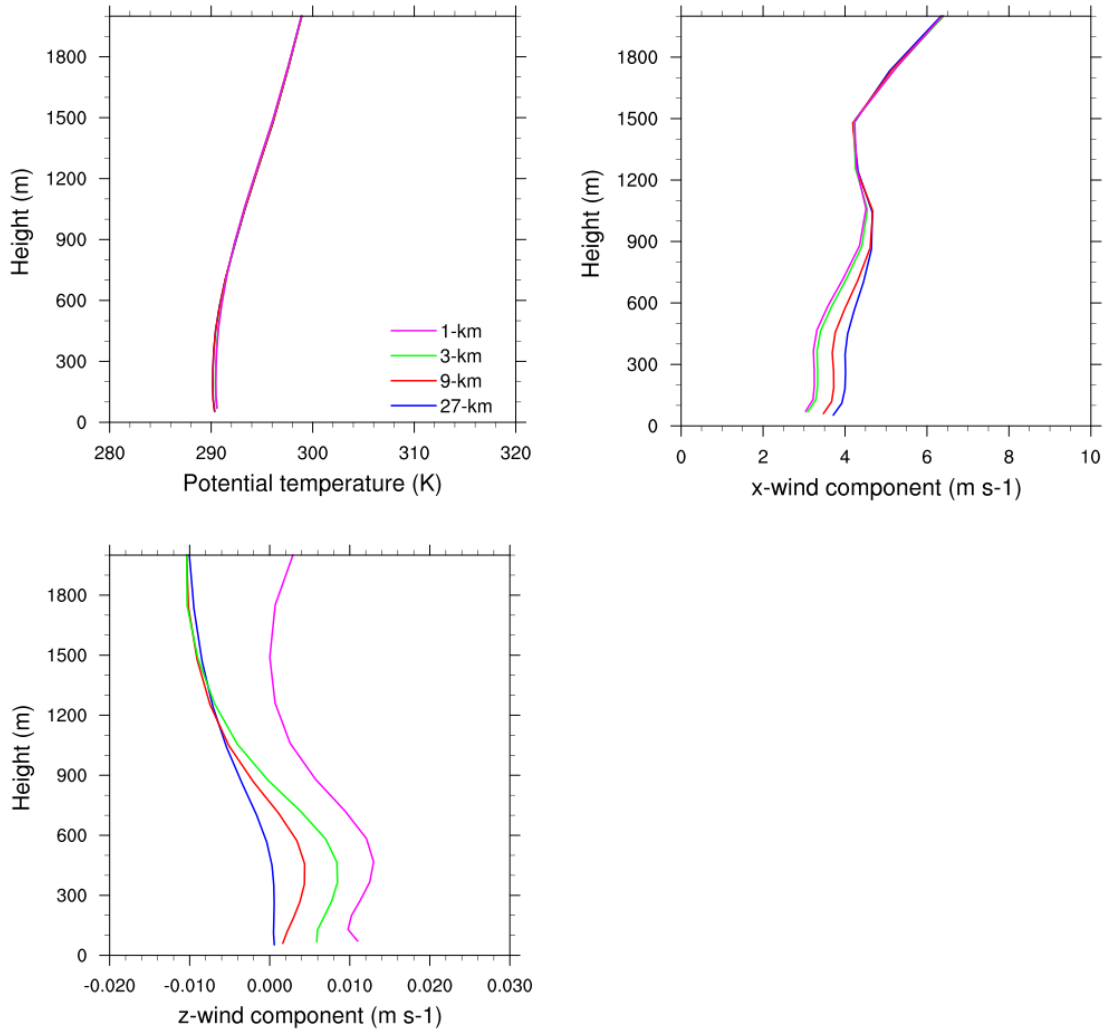 1800
1500
1200
900
600
300
0
Height (m)
1-km
3-km
9-km
27-km
280 290 300 310 320
Potential temperature (K)
1800
1500
1200
900
600
300
0
Height (m)
0 2 4 6 8 10
x-wind component (m s-1)
1800
1500
1200
900
600
300
0
Height (m)
-0.020 -0.010 0.000 0.010 0.020 0.030
z-wind component (m s-1)